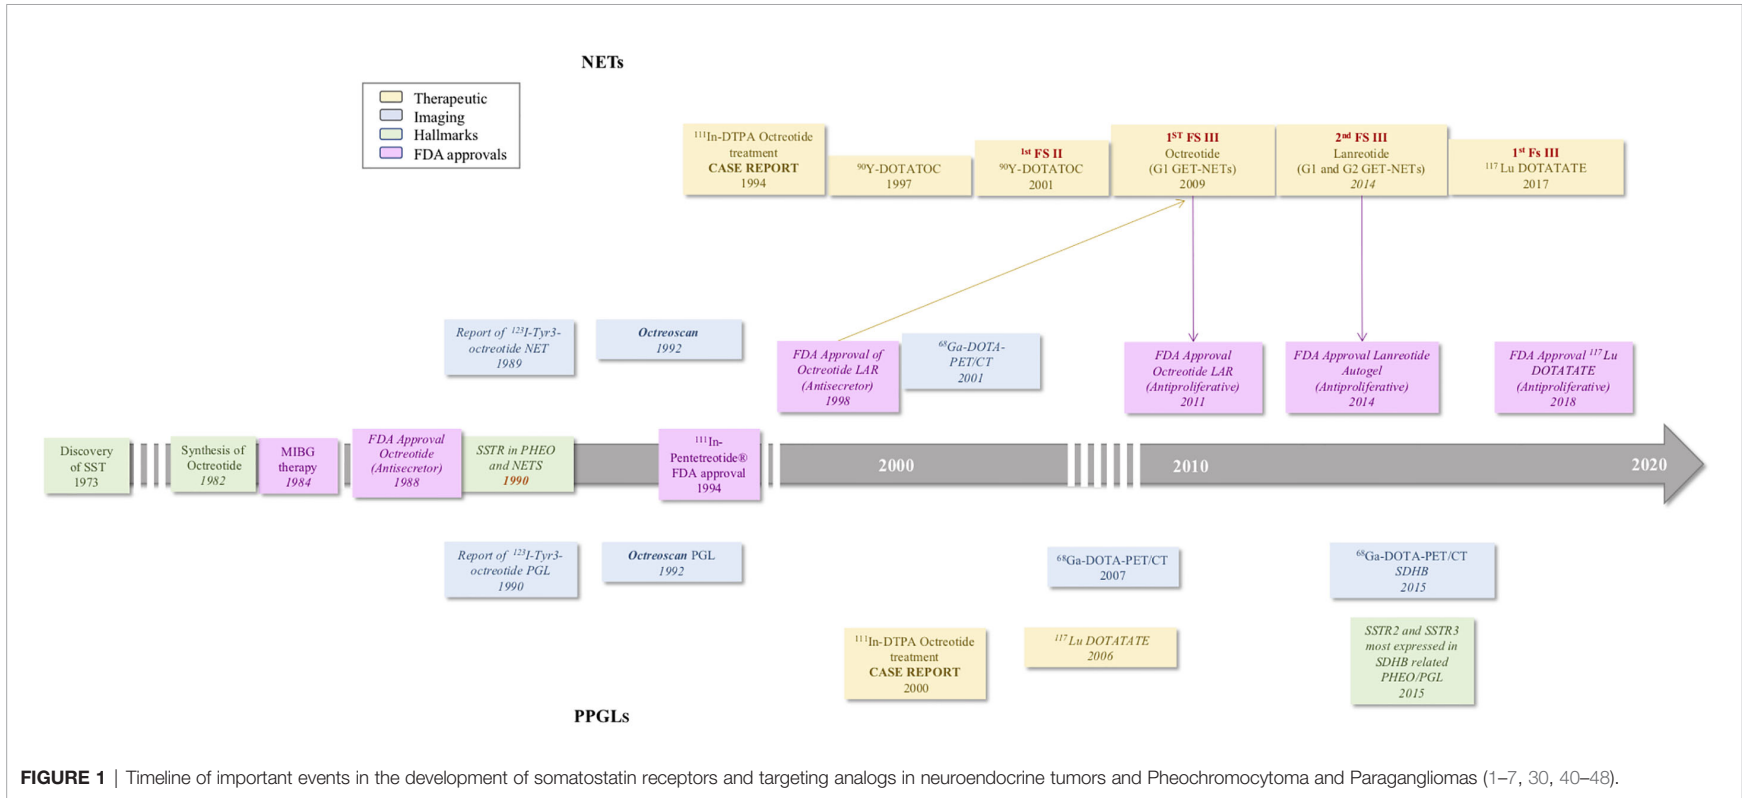 NETs
Therapeutic
Imaging
Hallmarks
FDA approvals
111In-DTPA Octreotide
treatment
CASE REPORT
1994
90Y-DOTATOC
1997
1st FS II
90Y-DOTATOC
2001
1ST FS III
Octreotide
(G1 GET-NETs)
2009
2nd FS III
Lanreotide
(G1 and G2 GET-NETs)
2014
1st Fs III
117 Lu DOTATATE
2017
Report of 123I-Tyr3-
octreotide NET
1989
Octreoscan
1992
FDA Approval of
Octreotide LAR
(Antisecretor)
1998
68Ga-DOTA-
PET/CT
2001
FDA Approval
Octreotide LAR
(Antiproliferative)
2011
FDA Approval Lanreotide
Autogel
(Antiproliferative)
2014
FDA Approval 117 Lu
DOTATATE
(Antiproliferative)
2018
Discovery
of SST
1973
Synthesis of
Octreotide
1982
MIBG
therapy
1984
FDA Approval
Octreotide
(Antisecretor)
1988
SSTR in PHEO
and NETS
1990
111In-
Pentetreotide®
FDA approval
1994
2000
2010
2020
Report of 123I-Tyr3-
octreotide PGL
1990
Octreoscan PGL
1992
68Ga-DOTA-PET/CT
2007
68Ga-DOTA-PET/CT
SDHB
2015
111In-DTPA Octreotide
treatment
CASE REPORT
2000
117 Lu DOTATATE
2006
SSTR2 and SSTR3
most expressed in
SDHB related
PHEO/PGL
2015
PPGLs
FIGURE 1 | Timeline of important events in the development of somatostatin receptors and targeting analogs in neuroendocrine tumors and Pheochromocytoma and Paragangliomas (1–7, 30, 40–48).